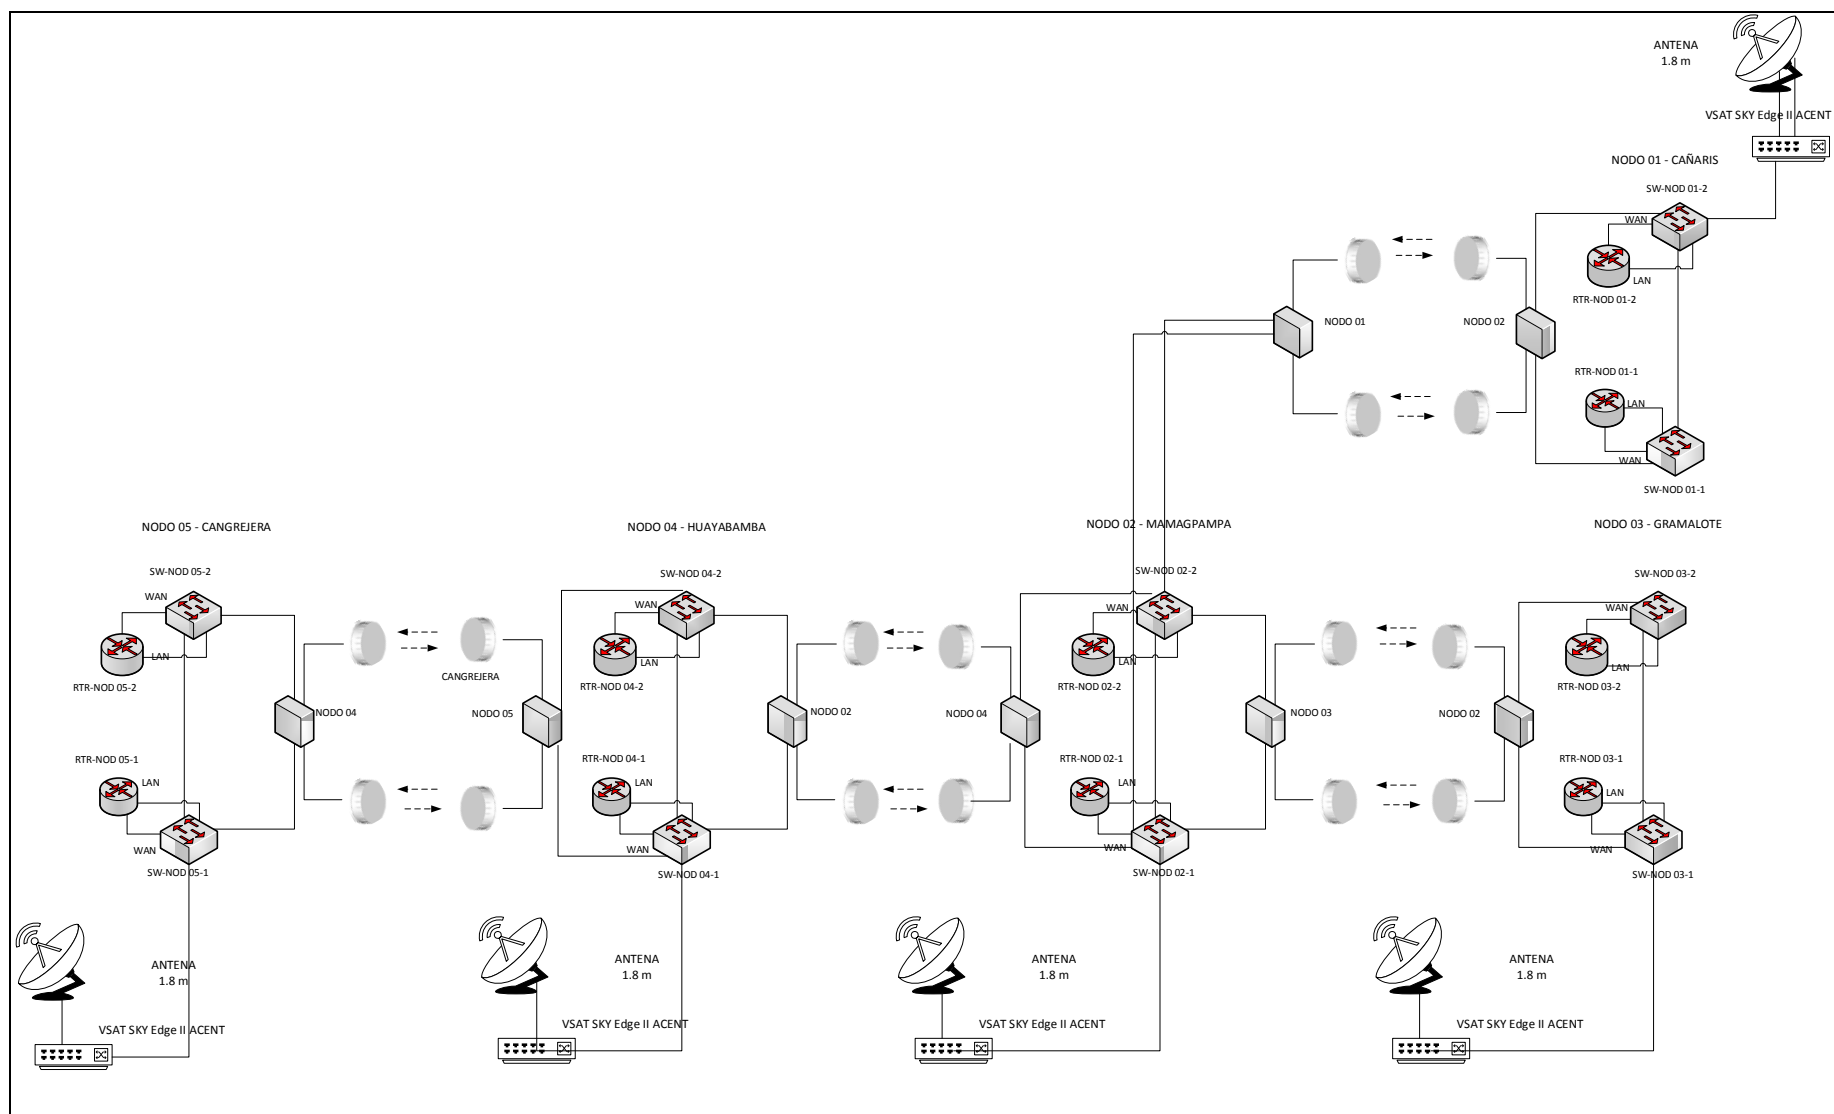 ANTENA
1.8 m
VSAT SKY Edge II ACENT
NODO 01 - CAÑARIS
SW-NOD 01-2
WAN
LAN
RTR-NOD 01-2
NODO 01
NODO 02
RTR-NOD 01-1
LAN
WAN
SW-NOD 01-1
NODO 05 - CANGREJERA
NODO 04 - HUAYABAMBA
NODO 02 - MAMAGPAMPA
NODO 03 - GRAMALOTE
SW-NOD 05-2
WAN
LAN
RTR-NOD 05-2
NODO 04
RTR-NOD 05-1
LAN
WAN
SW-NOD 05-1
CANGREJERA
NODO 05
SW-NOD 04-2
WAN
LAN
RTR-NOD 04-2
NODO 02
RTR-NOD 04-1
LAN
WAN
SW-NOD 04-1
NODO 04
SW-NOD 02-2
WAN
LAN
RTR-NOD 02-2
NODO 03
RTR-NOD 02-1
LAN
WAN
SW-NOD 02-1
NODO 02
SW-NOD 03-2
WAN
LAN
RTR-NOD 03-2
RTR-NOD 03-1
LAN
WAN
SW-NOD 03-1
ANTENA
1.8 m
VSAT SKY Edge II ACENT
ANTENA
1.8 m
VSAT SKY Edge II ACENT
ANTENA
1.8 m
VSAT SKY Edge II ACENT
ANTENA
1.8 m
VSAT SKY Edge II ACENT